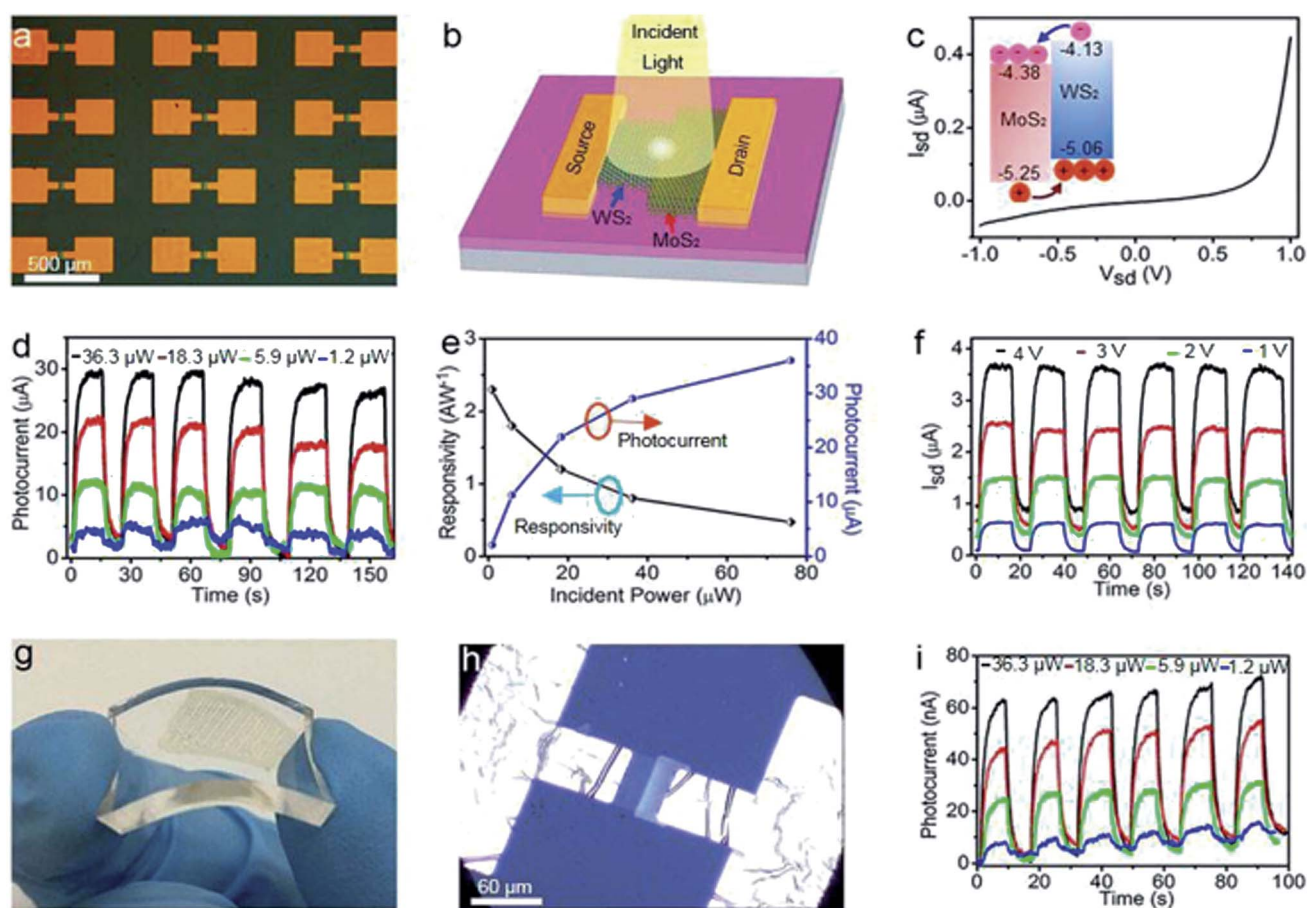 a
500 µm
b
Incident
Light
Source
Drain
WS₂
MoS₂
c
0.4
0.2
0.0
Isd (µA)
-4.38
MoS₂
-5.25
-4.13
WS₂
-5.06
-1.0 -0.5 0.0 0.5 1.0
Vsd (V)
d
36.3 µW 18.3 µW 5.9 µW 1.2 µW
30
20
10
0
Photocurrent (µA)
0 30 60 90 120 150
Time (s)
e
3
2
1
0
Responsivity (AW⁻¹)
Photocurrent
Responsivity
40
30
20
10
0
Photocurrent (µA)
0 20 40 60 80
Incident Power (µW)
f
4 V 3 V 2 V 1 V
4
3
2
1
0
Isd (µA)
0 20 40 60 80 100 120 140
Time (s)
g
h
60 µm
i
36.3 µW 18.3 µW 5.9 µW 1.2 µW
80
60
40
20
0
Photocurrent (nA)
0 20 40 60 80 100
Time (s)